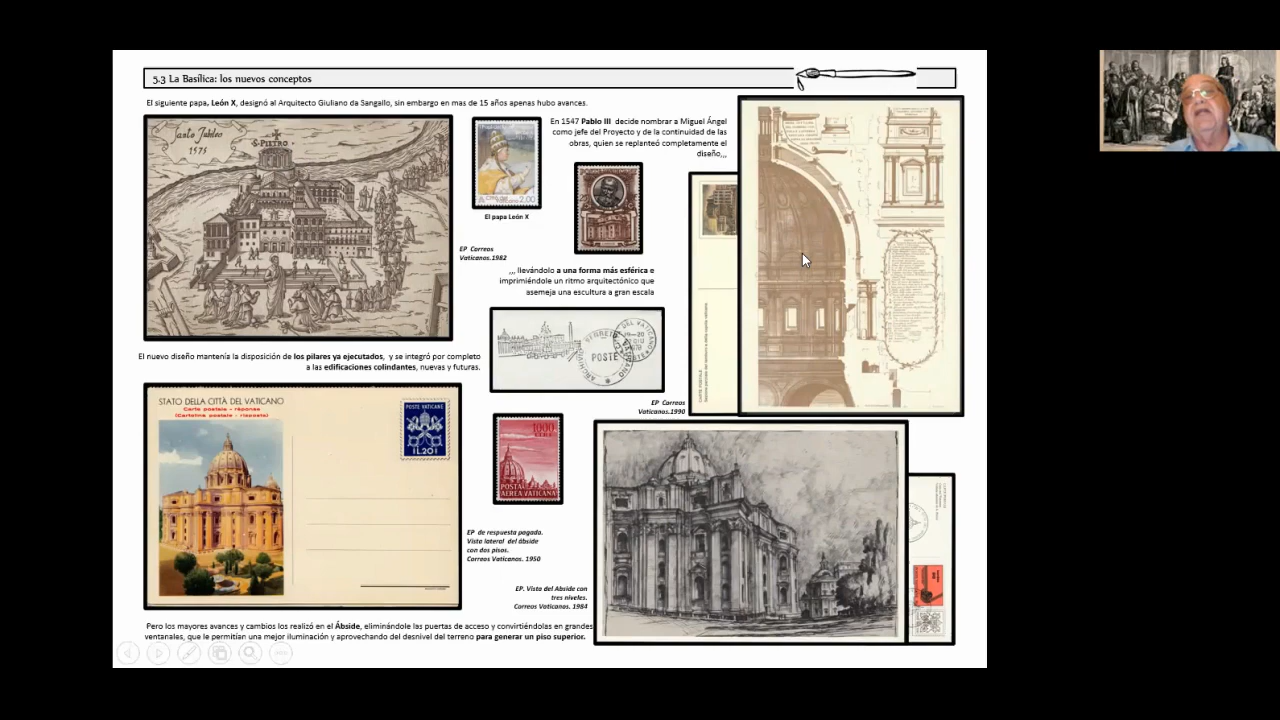 5.3 La Basílica: los nuevos conceptos
El siguiente papa, León X, designó al Arquitecto Giuliano da Sangallo, sin embargo en mas de 15 años apenas hubo avances.
1575
S·PIETRO
2,00
El papa León X
En 1547 Pablo III decide nombrar a Miguel Ángel
como jefe del Proyecto y de la continuidad de las
obras, quien se replanteó completamente el
diseño,,,
EP Correos
Vaticanos.1982
,,, llevándolo a una forma más esférica e
imprimiéndole un ritmo arquitectónico que
asemeja una escultura a gran escala
POSTE
El nuevo diseño mantenía la disposición de los pilares ya ejecutados, y se integró por completo
a las edificaciones colindantes, nuevas y futuras.
EP Correos
Vaticanos.1990
STATO DELLA CITTÀ DEL VATICANO
Carte postale - réponse
(Cartolina postale - risposta)
POSTE VATICANE
IL.20I
1000
LIRE
POSTA
AEREA VATICANA
EP de respuesta pagada.
Vista lateral del ábside
con dos pisos.
Correos Vaticanos. 1950
EP. Vista del Abside con
tres niveles.
Correos Vaticanos. 1984
Pero los mayores avances y cambios los realizó en el Ábside, eliminándole las puertas de acceso y convirtiéndolas en grandes
ventanales, que le permitían una mejor iluminación y aprovechando del desnivel del terreno para generar un piso superior.